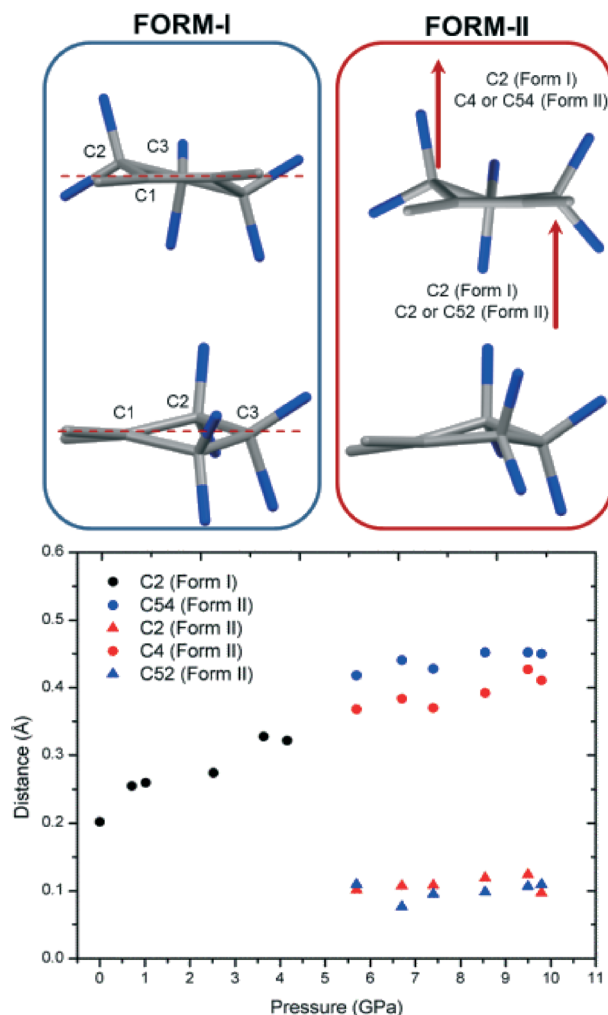 FORM-I
FORM-II
C2
C3
C1
C2 (Form I)
C4 or C54 (Form II)
C2 (Form I)
C2 or C52 (Form II)
C1
C2
C3
0.6
0.5
0.4
0.3
0.2
0.1
0.0
Distance (Å)
C2 (Form I)
C54 (Form II)
C2 (Form II)
C4 (Form II)
C52 (Form II)
0 1 2 3 4 5 6 7 8 9 10 11
Pressure (GPa)